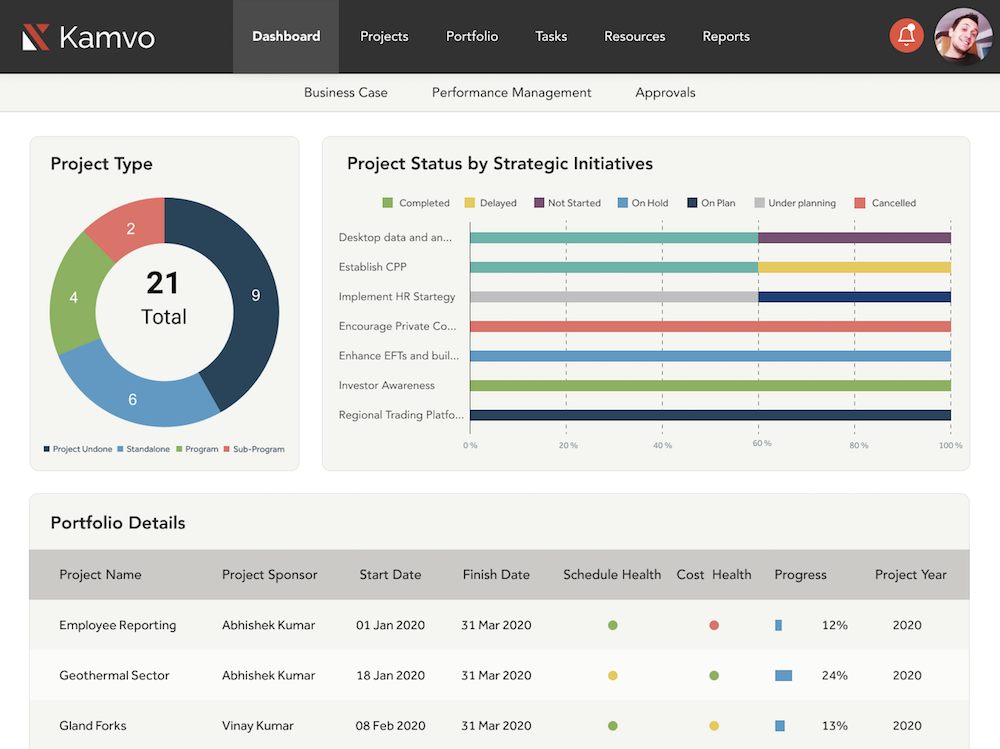 Kamvo
Dashboard Projects Portfolio Tasks Resources Reports
Business Case Performance Management Approvals
Project Type
2
9
4
6
21
Total
Project Undone Standalone Program Sub-Program
Project Status by Strategic Initiatives
Completed Delayed Not Started On Hold On Plan Under planning Cancelled
Desktop data and an...
Establish CPP
Implement HR Startegy
Encourage Private Co...
Enhance EFTs and buil...
Investor Awareness
Regional Trading Platfo...
0 % 20 % 40 % 60 % 80 % 100 %
Portfolio Details
Project Name Project Sponsor Start Date Finish Date Schedule Health Cost Health Progress Project Year
Employee Reporting Abhishek Kumar 01 Jan 2020 31 Mar 2020 12% 2020
Geothermal Sector Abhishek Kumar 18 Jan 2020 31 Mar 2020 24% 2020
Gland Forks Vinay Kumar 08 Feb 2020 31 Mar 2020 13% 2020